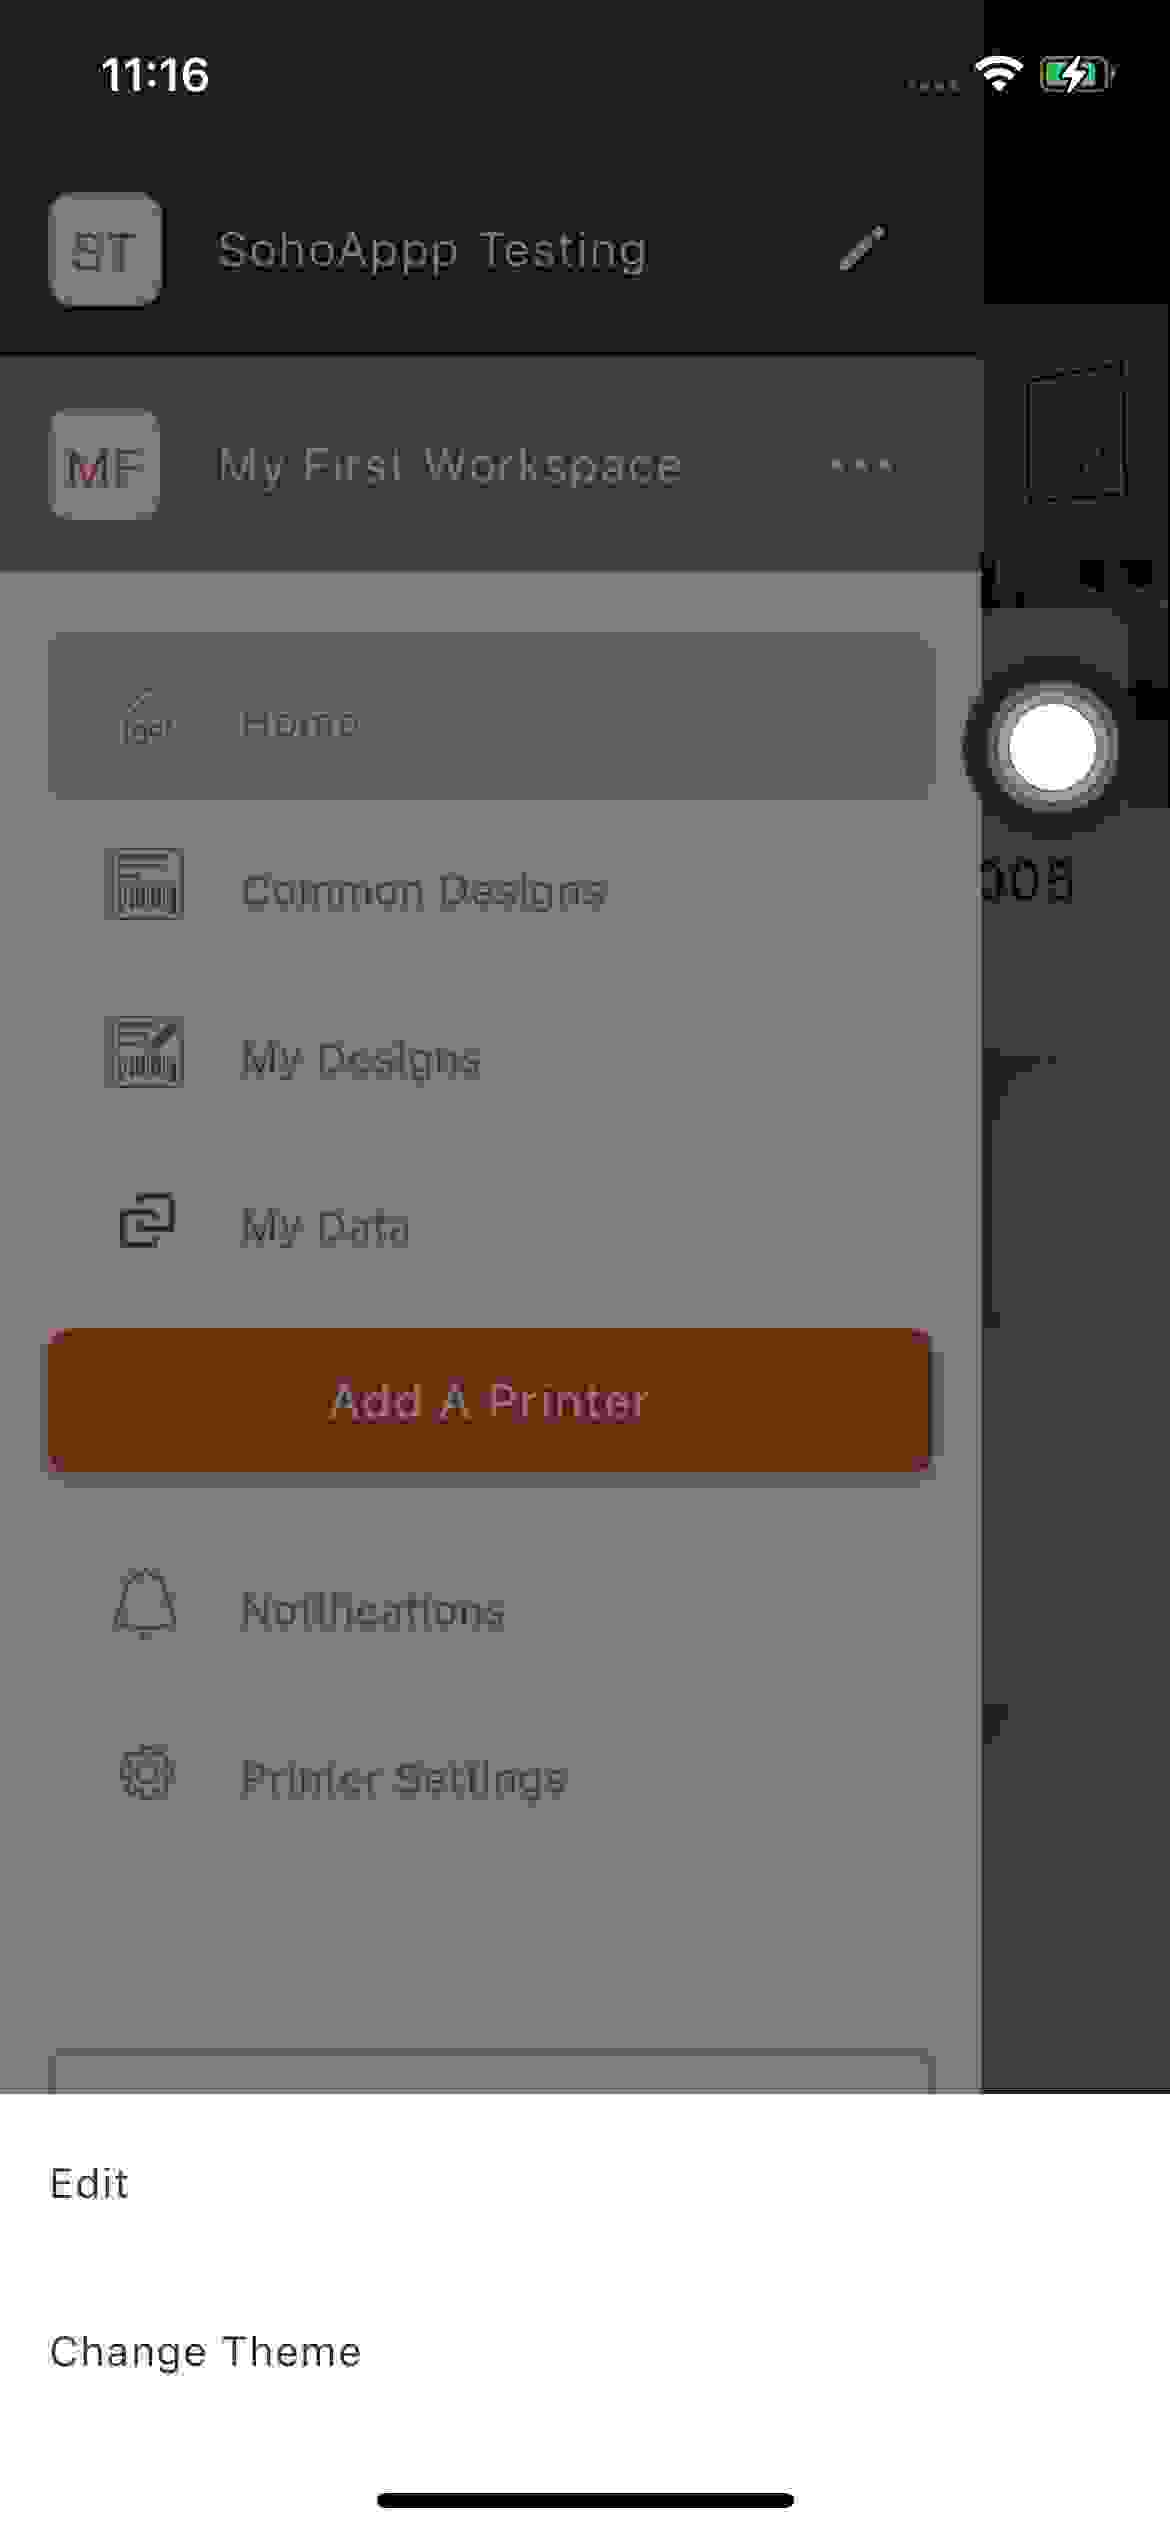 11:16
ST SohoAppp Testing
MF My First Workspace
Home
Common Designs
My Designs
My Data
Add A Printer
Notifications
Printer Settings
Edit
Change Theme